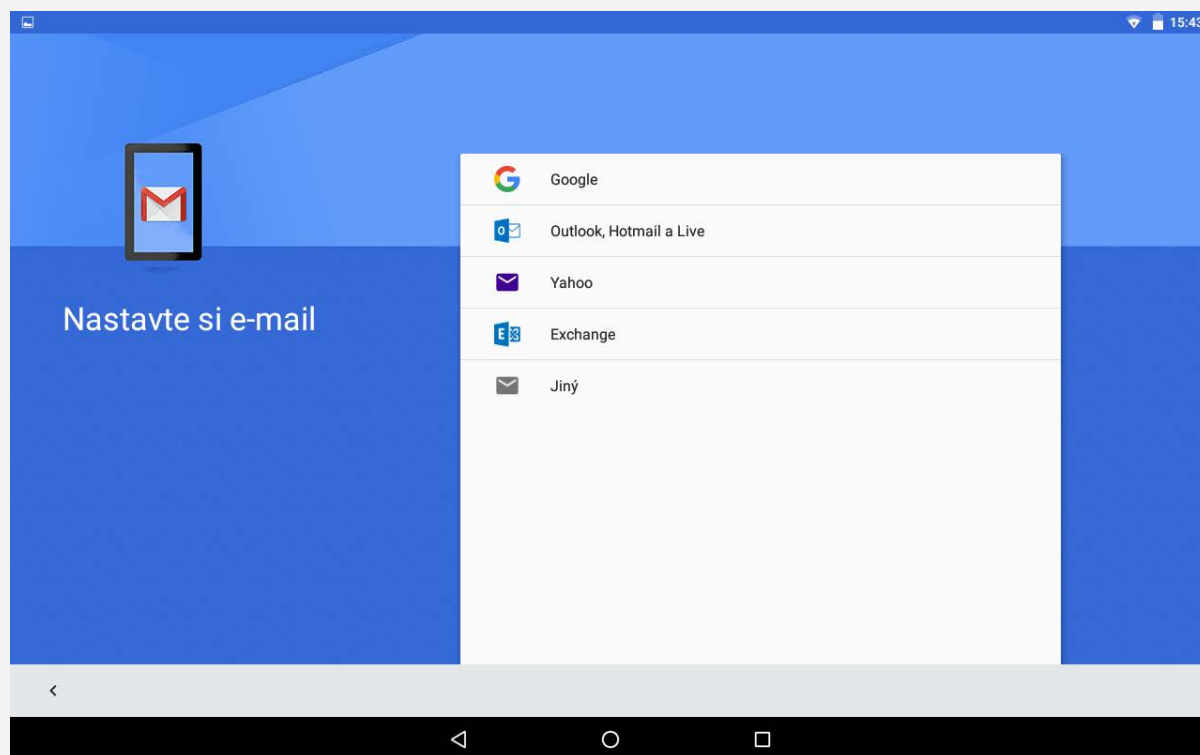 15:43
Nastavte si e-mail
Google
Outlook, Hotmail a Live
Yahoo
Exchange
Jiný